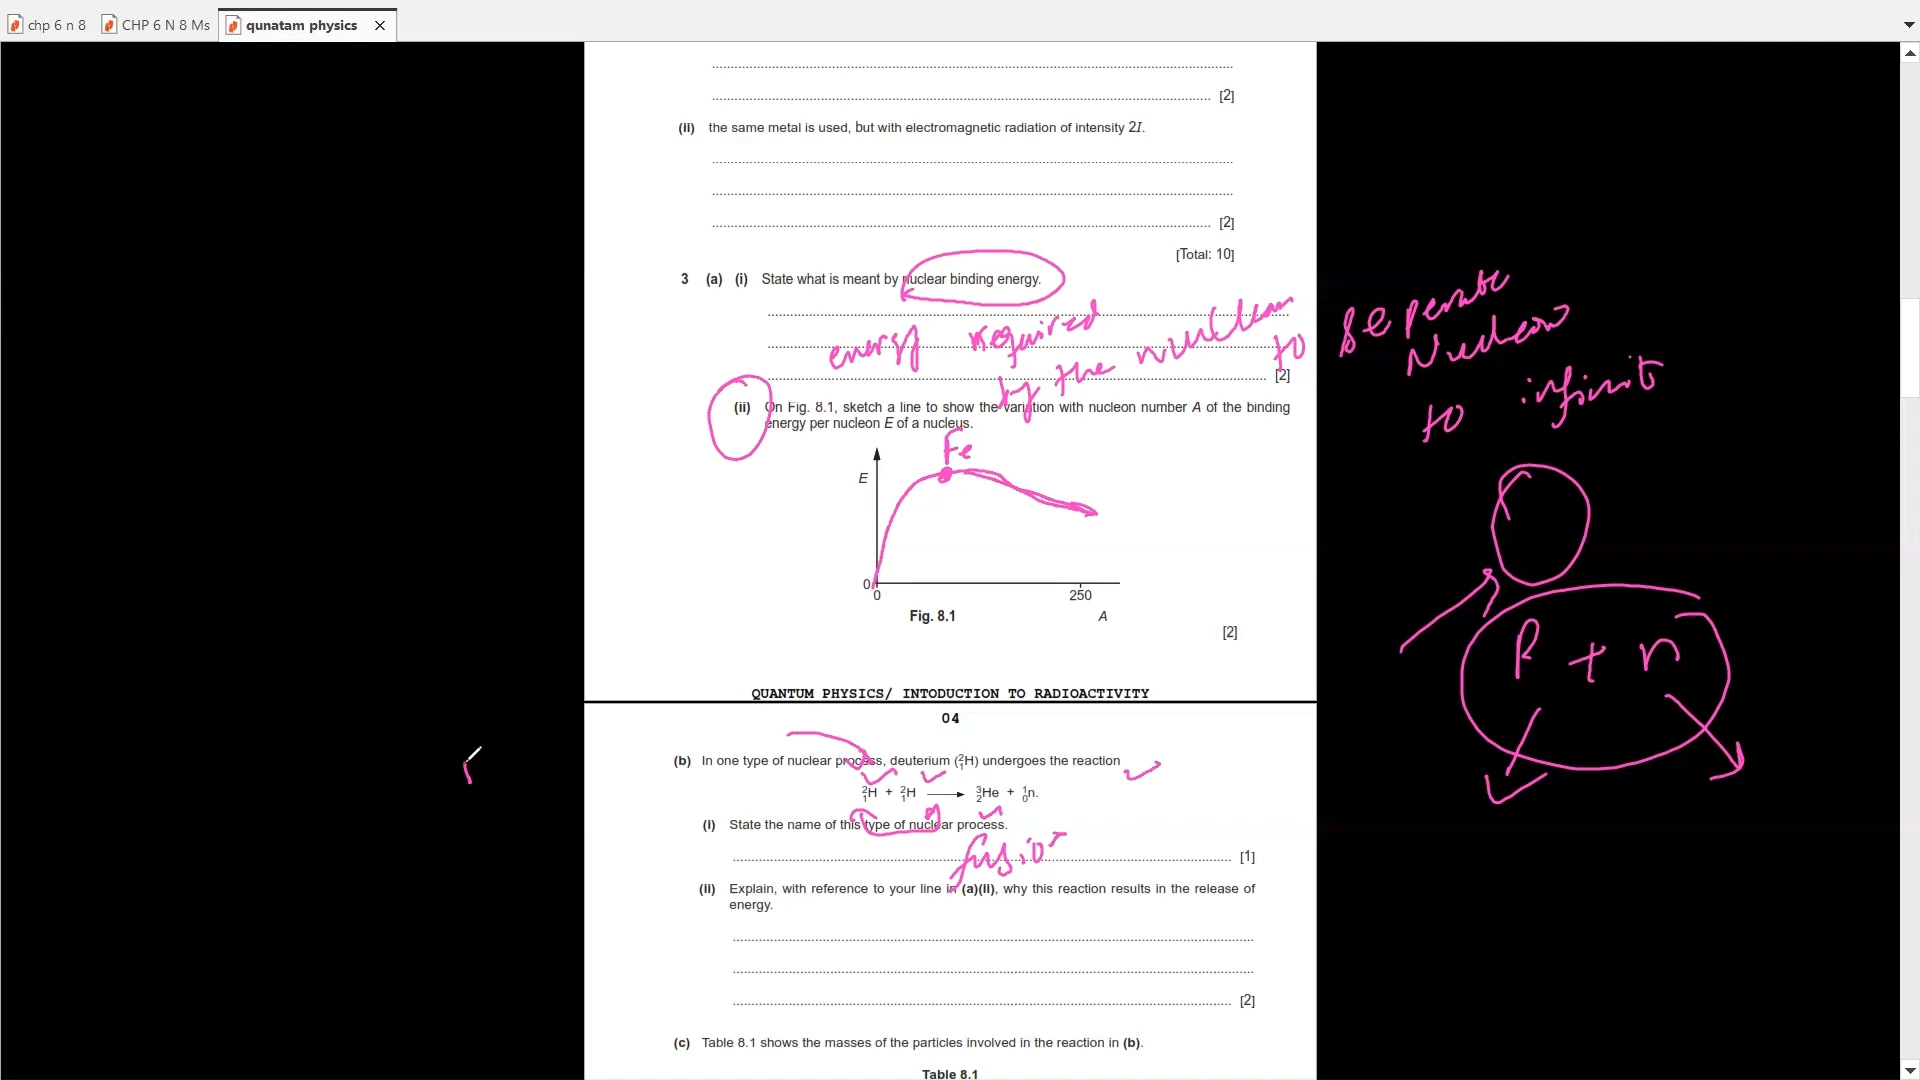 chp 6 n 8 CHP 6 N 8 Ms qunatam physics
[2]
(ii) the same metal is used, but with electromagnetic radiation of intensity 2I.
[2]
[Total: 10]
3 (a) (i) State what is meant by nuclear binding energy.
energy required by the nucleus to
[2]
seperate
Nucleons
to infinit
(ii) On Fig. 8.1, sketch a line to show the variation with nucleon number A of the binding
energy per nucleon E of a nucleus.
Fe
E
0
0 250
Fig. 8.1 A
[2]
P + n
QUANTUM PHYSICS/ INTODUCTION TO RADIOACTIVITY
04
(b) In one type of nuclear process, deuterium (²₁H) undergoes the reaction
²₁H + ²₁H ⟶ ³₂He + ¹₀n.
(i) State the name of this type of nuclear process.
fusion
[1]
(ii) Explain, with reference to your line in (a)(ii), why this reaction results in the release of
energy.
[2]
(c) Table 8.1 shows the masses of the particles involved in the reaction in (b).
Table 8.1